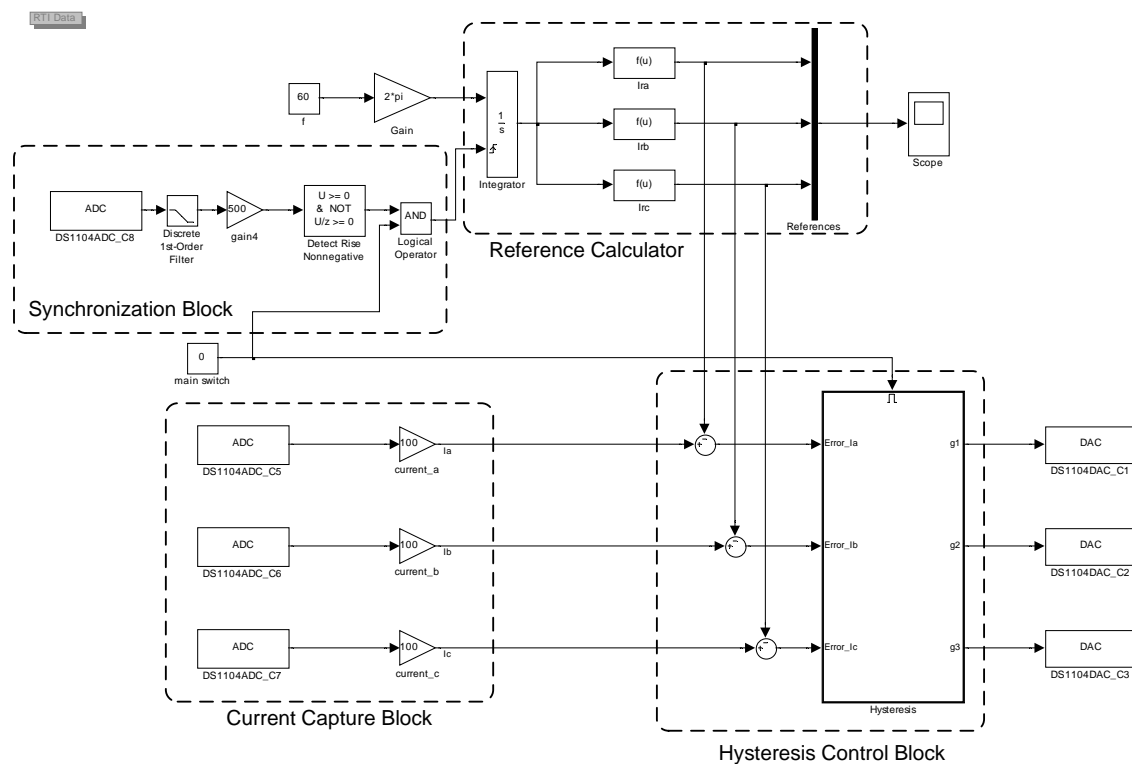 RTI Data
60
f
2*pi
Gain
1
s
Integrator
f(u)
Ira
f(u)
Irb
f(u)
Irc
References
Scope
Reference Calculator
ADC
DS1104ADC_C8
Discrete
1st-Order
Filter
500
gain4
U >= 0
& NOT
U/z >= 0
Detect Rise
Nonnegative
AND
Logical
Operator
Synchronization Block
0
main switch
ADC
DS1104ADC_C5
100
current_a
Ia
ADC
DS1104ADC_C6
100
current_b
Ib
ADC
DS1104ADC_C7
100
current_c
Ic
Current Capture Block
Error_Ia
Error_Ib
Error_Ic
g1
g2
g3
Hysteresis
Hysteresis Control Block
DAC
DS1104DAC_C1
DAC
DS1104DAC_C2
DAC
DS1104DAC_C3